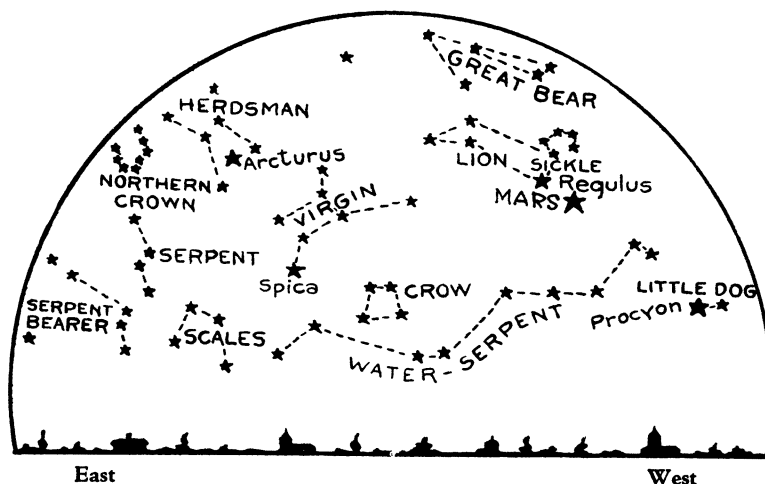 GREAT BEAR
HERDSMAN
Arcturus
LION
SICKLE
Regulus
MARS
NORTHERN
CROWN
VIRGIN
SERPENT
Spica
CROW
LITTLE DOG
Procyon
SERPENT
BEARER
SCALES
WATER-SERPENT
East
West